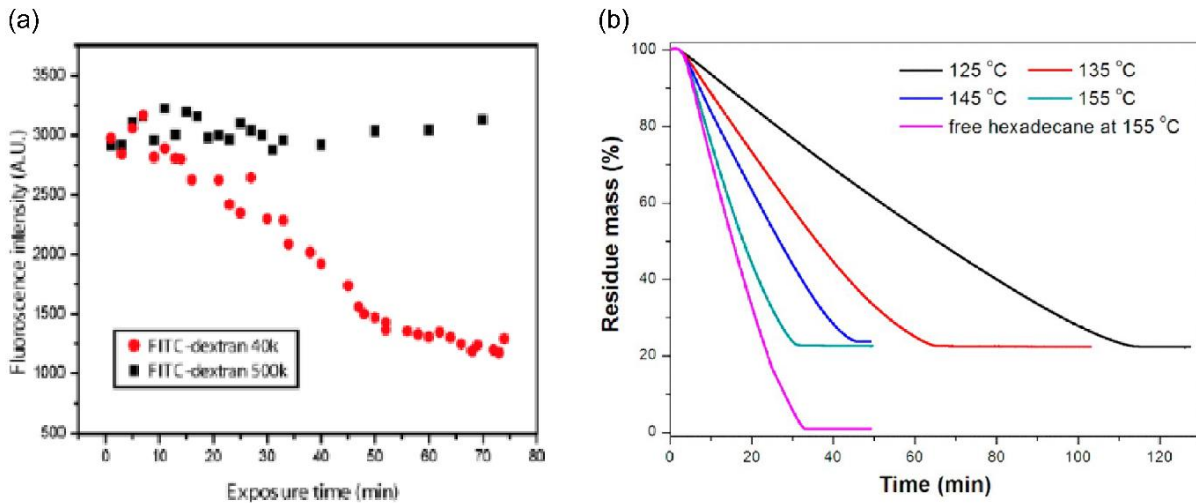 (a)
3500
3000
2500
2000
1500
1000
500
Fluoroscence intensity (A.U.)
FITC-dextran 40k
FITC-dextran 500k
0 10 20 30 40 50 60 70 80
Exposure time (min)
(b)
100
80
60
40
20
0
Residue mass (%)
125 °C 135 °C
145 °C 155 °C
free hexadecane at 155 °C
0 20 40 60 80 100 120
Time (min)